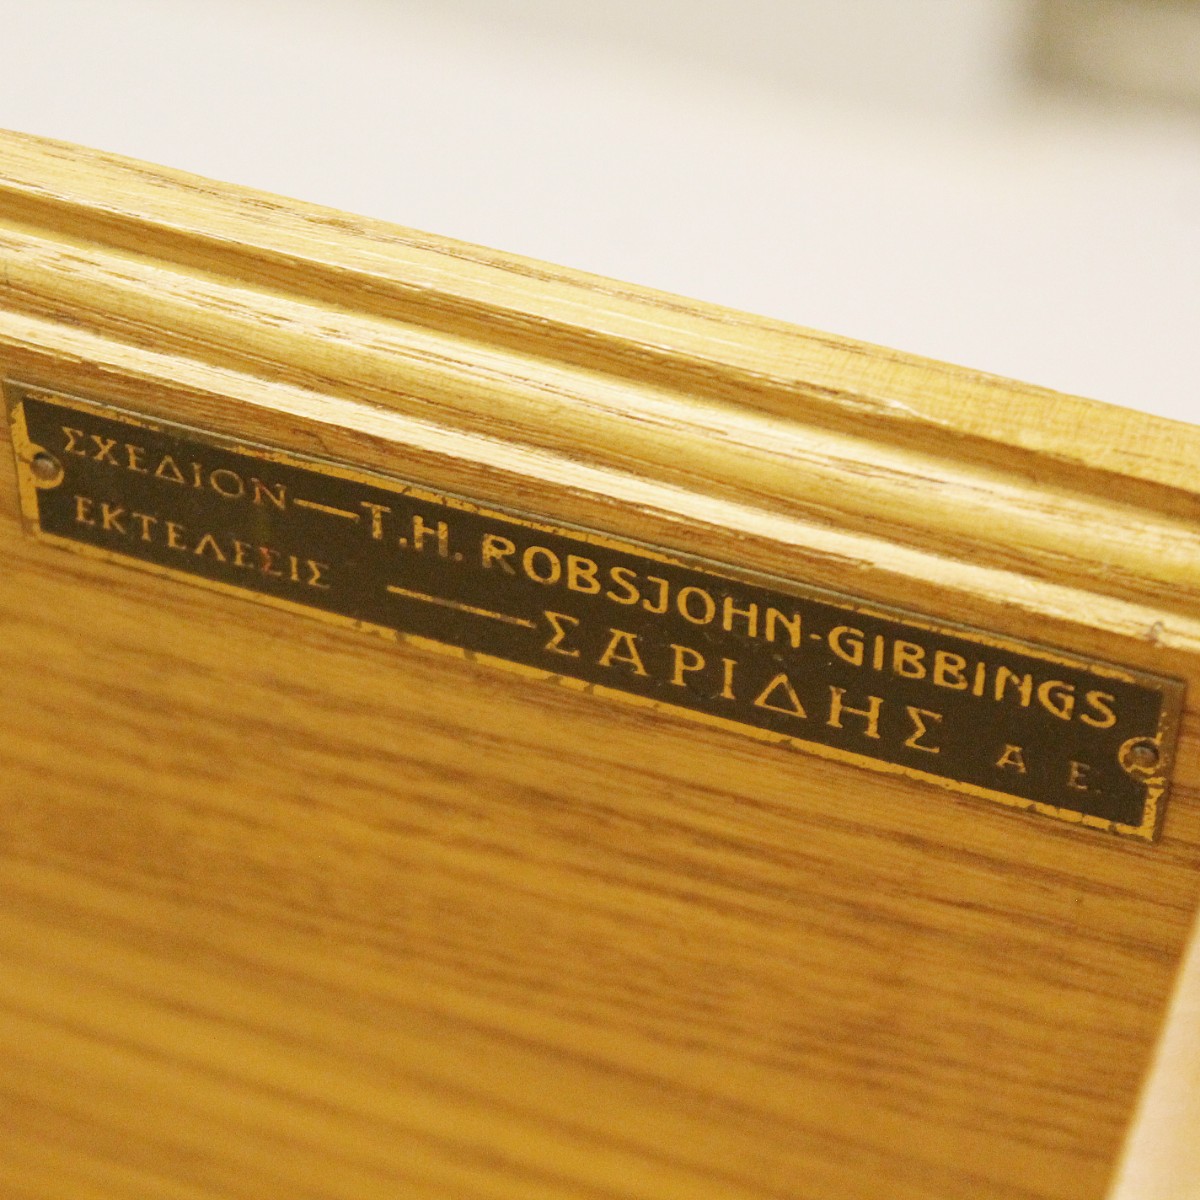 ΣΧΕΔΙΟΝ—T.H. ROBSJOHN-GIBBINGS
ΕΚΤΕΛΕΣΙΣ — ΣΑΡΙΔΗΣ Α Ε.